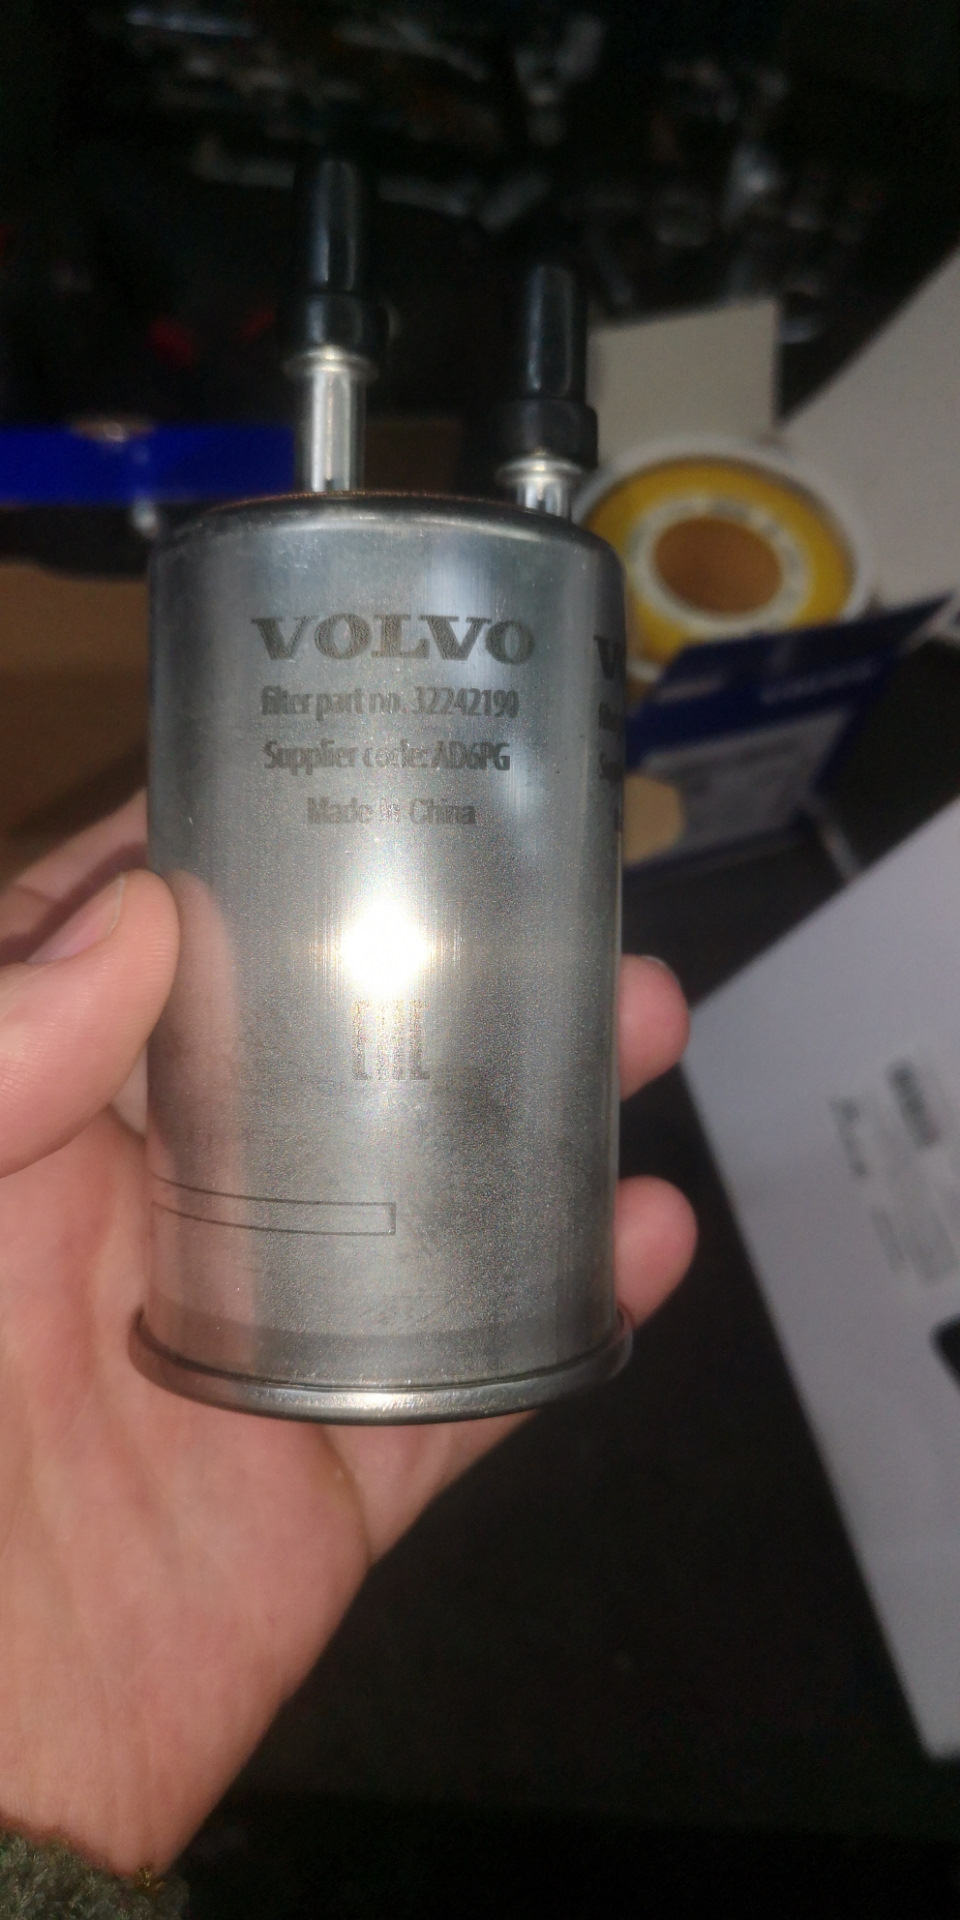 VOLVO
filter part no. 32242190
Supplier code: AD6PG
Made in China
EAC